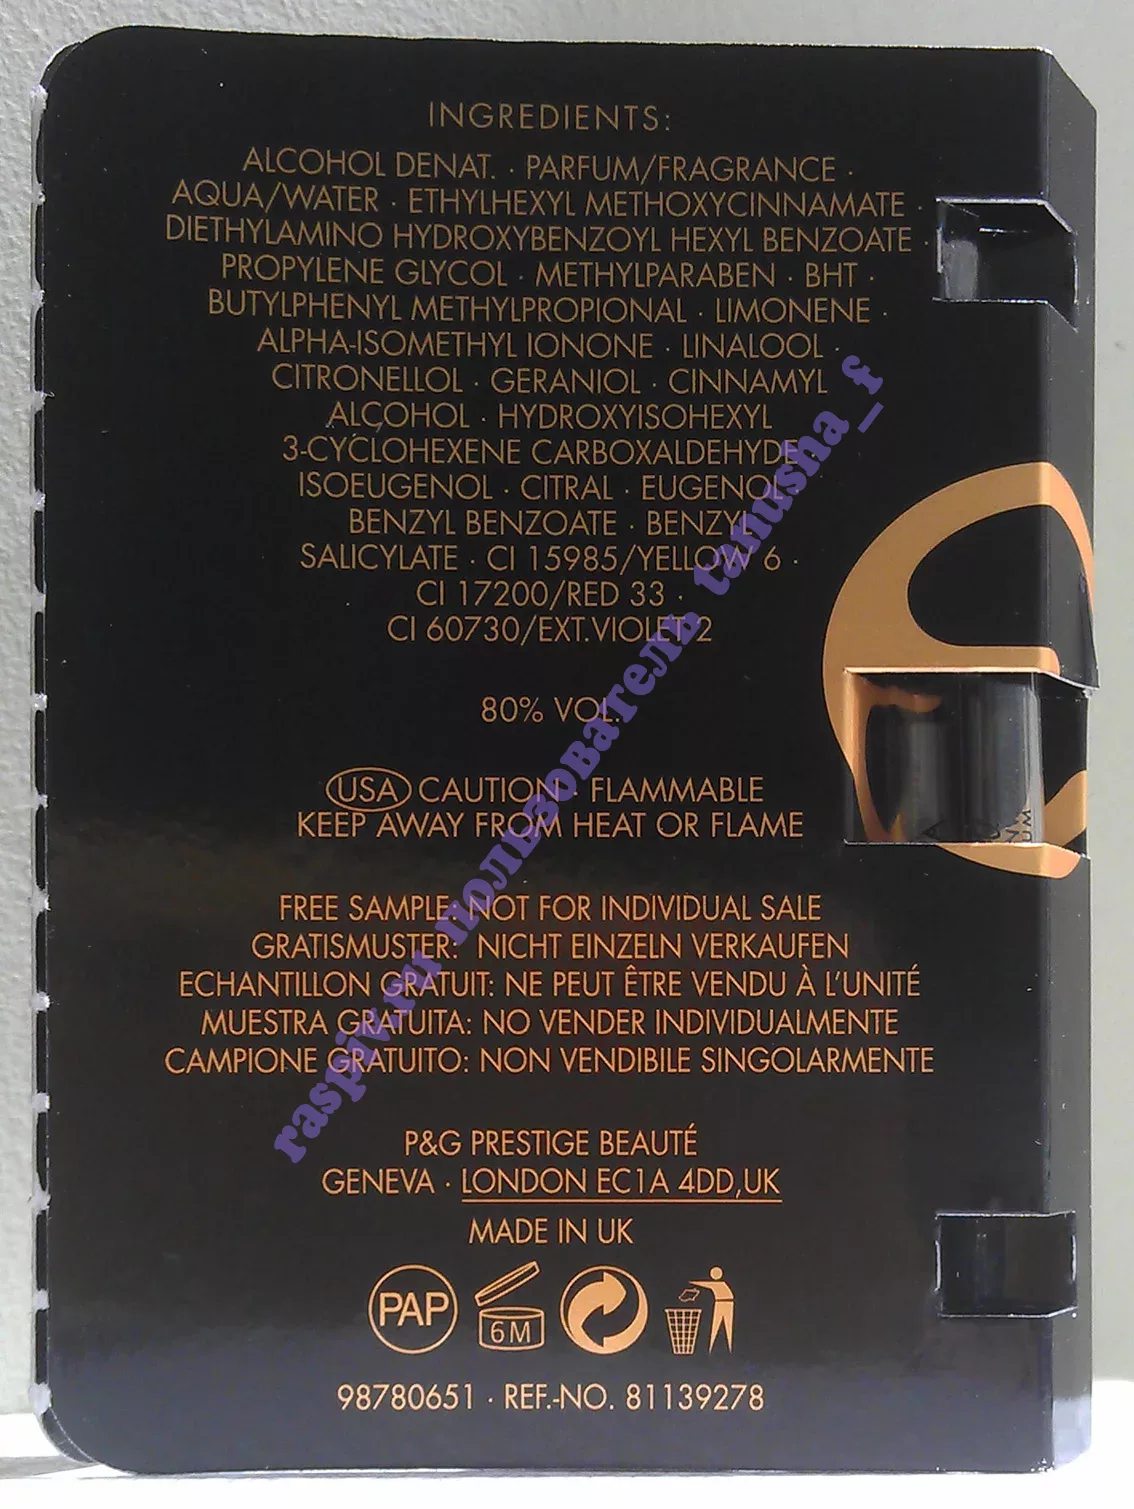 INGREDIENTS:
ALCOHOL DENAT. · PARFUM/FRAGRANCE ·
AQUA/WATER · ETHYLHEXYL METHOXYCINNAMATE ·
DIETHYLAMINO HYDROXYBENZOYL HEXYL BENZOATE ·
PROPYLENE GLYCOL · METHYLPARABEN · BHT ·
BUTYLPHENYL METHYLPROPIONAL · LIMONENE ·
ALPHA-ISOMETHYL IONONE · LINALOOL ·
CITRONELLOL · GERANIOL · CINNAMYL
ALCOHOL · HYDROXYISOHEXYL
3-CYCLOHEXENE CARBOXALDEHYDE ·
ISOEUGENOL · CITRAL · EUGENOL ·
BENZYL BENZOATE · BENZYL
SALICYLATE · CI 15985/YELLOW 6 ·
CI 17200/RED 33 ·
CI 60730/EXT.VIOLET 2
80% VOL.
USA CAUTION · FLAMMABLE
KEEP AWAY FROM HEAT OR FLAME
FREE SAMPLE: NOT FOR INDIVIDUAL SALE
GRATISMUSTER: NICHT EINZELN VERKAUFEN
ECHANTILLON GRATUIT: NE PEUT ÊTRE VENDU À L'UNITÉ
MUESTRA GRATUITA: NO VENDER INDIVIDUALMENTE
CAMPIONE GRATUITO: NON VENDIBILE SINGOLARMENTE
P&G PRESTIGE BEAUTÉ
GENEVA · LONDON EC1A 4DD,UK
MADE IN UK
PAP 6M
98780651 · REF.-NO. 81139278
raspivru пользователь tanusha_f